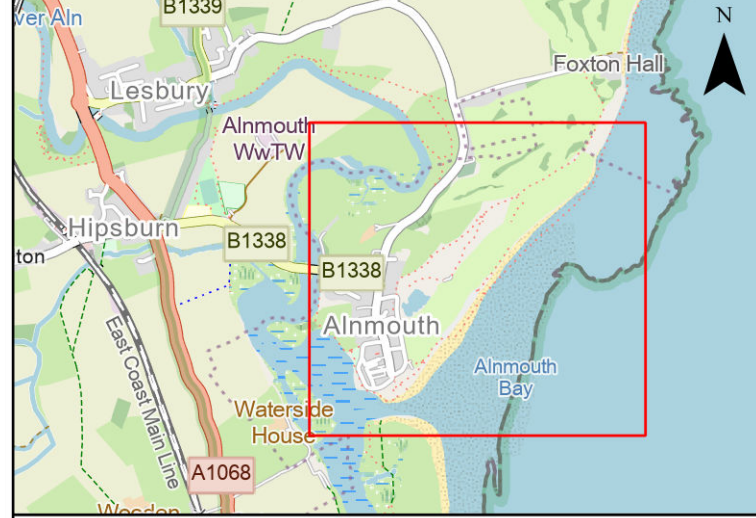 B1339
ver Aln
N
Foxton Hall
Lesbury
Alnmouth
WwTW
Hipsburn
B1338
ton
B1338
Alnmouth
East Coast Main Line
Alnmouth
Bay
Waterside
House
A1068